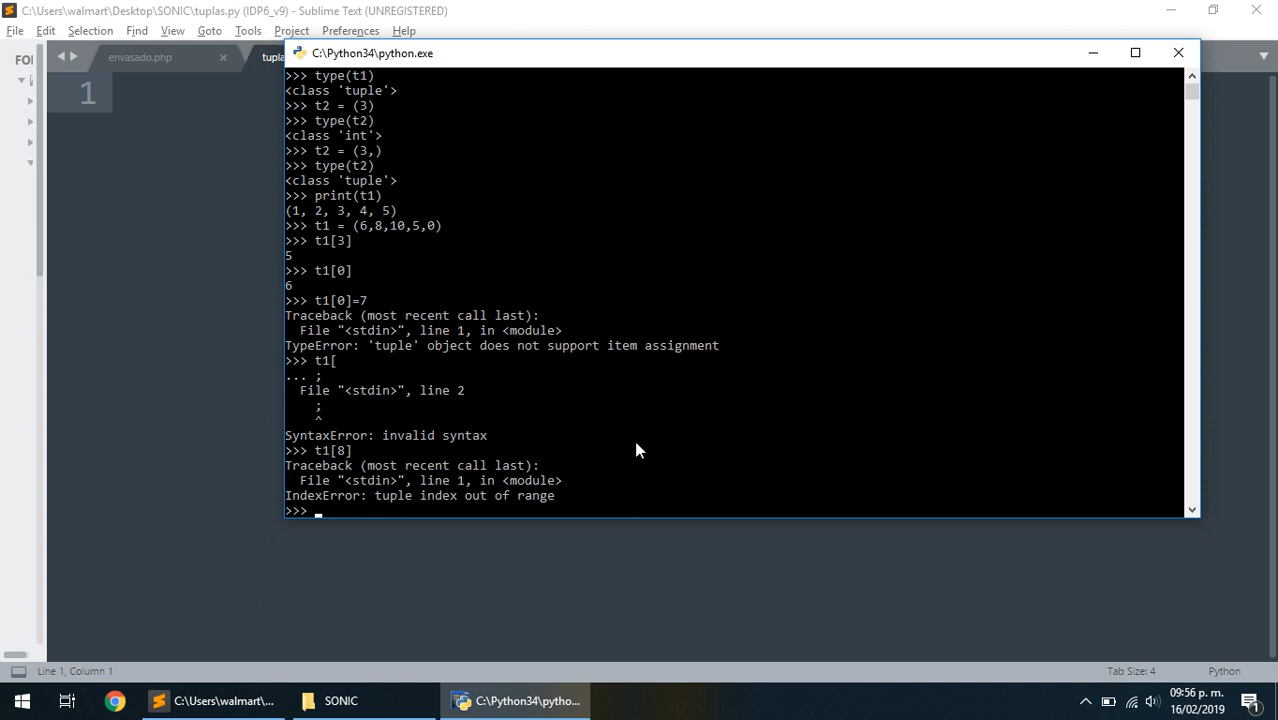 C:\Users\walmart\Desktop\SONIC\tuplas.py (IDP6_v9) - Sublime Text (UNREGISTERED)
File Edit Selection Find View Goto Tools Project Preferences Help
FOI
envasado.php
tupla
1
C:\Python34\python.exe
>>> type(t1)
<class 'tuple'>
>>> t2 = (3)
>>> type(t2)
<class 'int'>
>>> t2 = (3,)
>>> type(t2)
<class 'tuple'>
>>> print(t1)
(1, 2, 3, 4, 5)
>>> t1 = (6,8,10,5,0)
>>> t1[3]
5
>>> t1[0]
6
>>> t1[0]=7
Traceback (most recent call last):
  File "<stdin>", line 1, in <module>
TypeError: 'tuple' object does not support item assignment
>>> t1[
... ;
  File "<stdin>", line 2
    ;
    ^
SyntaxError: invalid syntax
>>> t1[8]
Traceback (most recent call last):
  File "<stdin>", line 1, in <module>
IndexError: tuple index out of range
>>> _
Line 1, Column 1
Tab Size: 4
Python
C:\Users\walmart\...
SONIC
C:\Python34\pytho...
09:56 p. m.
16/02/2019
1